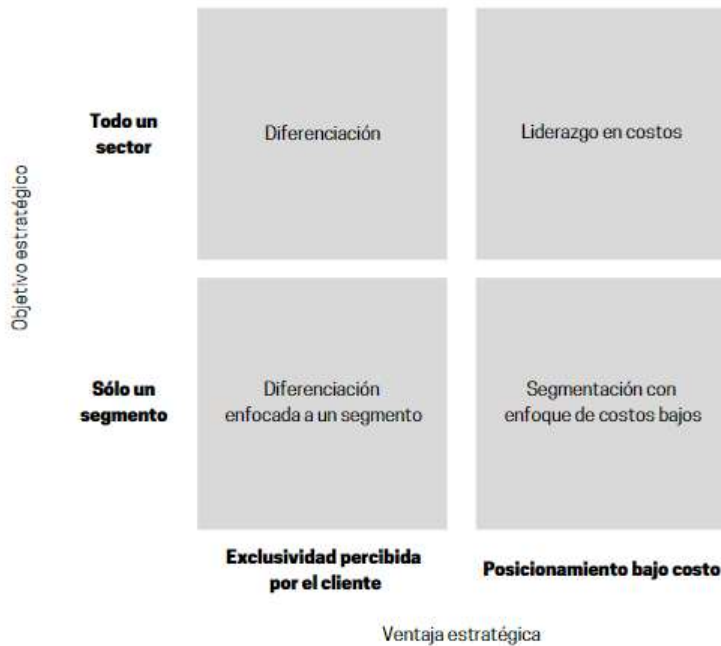 Objetivo estratégico
Todo un
sector
Diferenciación
Liderazgo en costos
Sólo un
segmento
Diferenciación
enfocada a un segmento
Segmentación con
enfoque de costos bajos
Exclusividad percibida
por el cliente
Posicionamiento bajo costo
Ventaja estratégica